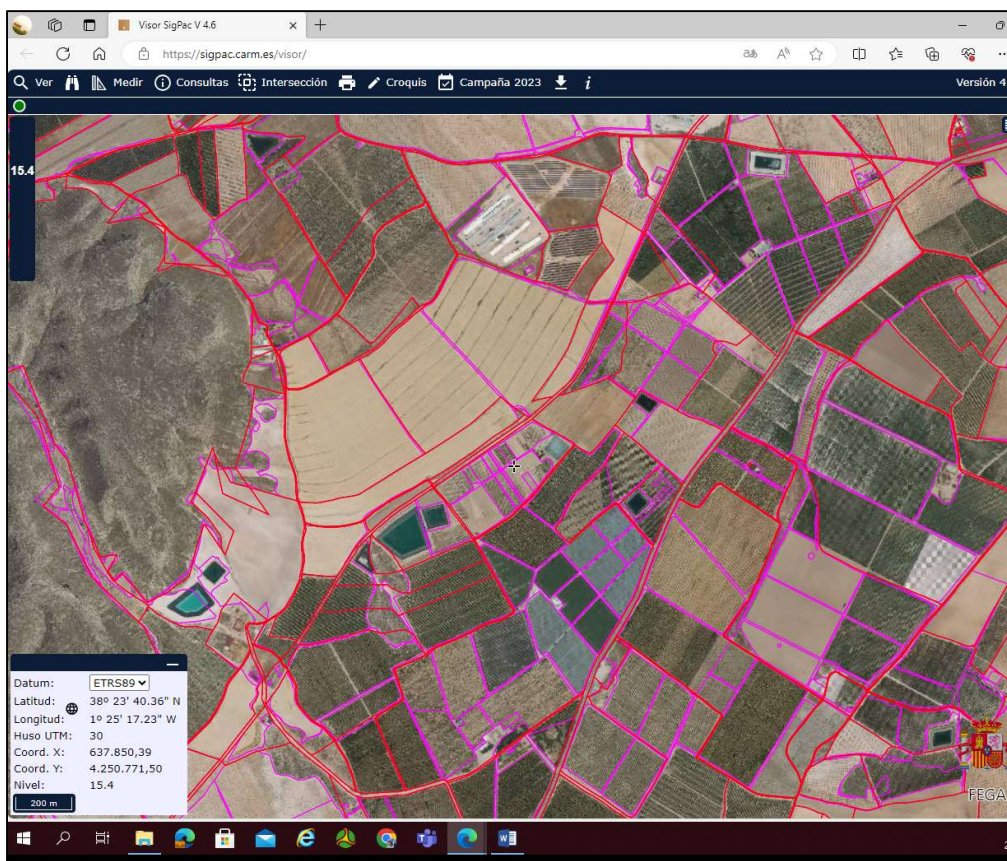 Visor SigPac V 4.6
https://sigpac.carm.es/visor/
Ver Medir Consultas Intersección Croquis Campaña 2023 i Versión 4
15.4
Datum: ETRS89
Latitud: 38º 23' 40.36" N
Longitud: 1º 25' 17.23" W
Huso UTM: 30
Coord. X: 637.850,39
Coord. Y: 4.250.771,50
Nivel: 15.4
200 m
FEGA